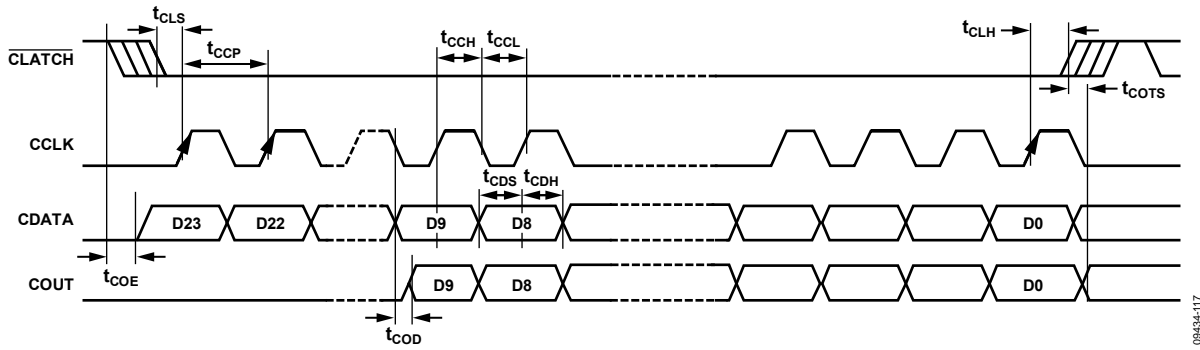 tCLS
tCCP
tCCH
tCCL
tCLH
CLATCH
tCOTS
CCLK
tCDS
tCDH
CDATA
D23
D22
D9
D8
D0
tCOE
COUT
D9
D8
D0
tCOD
09434-117